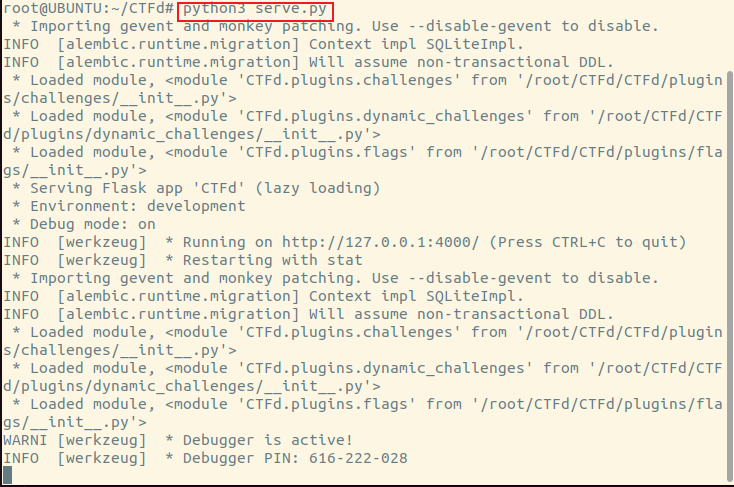 root@UBUNTU:~/CTFd# python3 serve.py
 * Importing gevent and monkey patching. Use --disable-gevent to disable.
INFO  [alembic.runtime.migration] Context impl SQLiteImpl.
INFO  [alembic.runtime.migration] Will assume non-transactional DDL.
 * Loaded module, <module 'CTFd.plugins.challenges' from '/root/CTFd/CTFd/plugin
s/challenges/__init__.py'>
 * Loaded module, <module 'CTFd.plugins.dynamic_challenges' from '/root/CTFd/CTF
d/plugins/dynamic_challenges/__init__.py'>
 * Loaded module, <module 'CTFd.plugins.flags' from '/root/CTFd/CTFd/plugins/fla
gs/__init__.py'>
 * Serving Flask app 'CTFd' (lazy loading)
 * Environment: development
 * Debug mode: on
INFO  [werkzeug]  * Running on http://127.0.0.1:4000/ (Press CTRL+C to quit)
INFO  [werkzeug]  * Restarting with stat
 * Importing gevent and monkey patching. Use --disable-gevent to disable.
INFO  [alembic.runtime.migration] Context impl SQLiteImpl.
INFO  [alembic.runtime.migration] Will assume non-transactional DDL.
 * Loaded module, <module 'CTFd.plugins.challenges' from '/root/CTFd/CTFd/plugin
s/challenges/__init__.py'>
 * Loaded module, <module 'CTFd.plugins.dynamic_challenges' from '/root/CTFd/CTF
d/plugins/dynamic_challenges/__init__.py'>
 * Loaded module, <module 'CTFd.plugins.flags' from '/root/CTFd/CTFd/plugins/fla
gs/__init__.py'>
WARNI [werkzeug]  * Debugger is active!
INFO  [werkzeug]  * Debugger PIN: 616-222-028